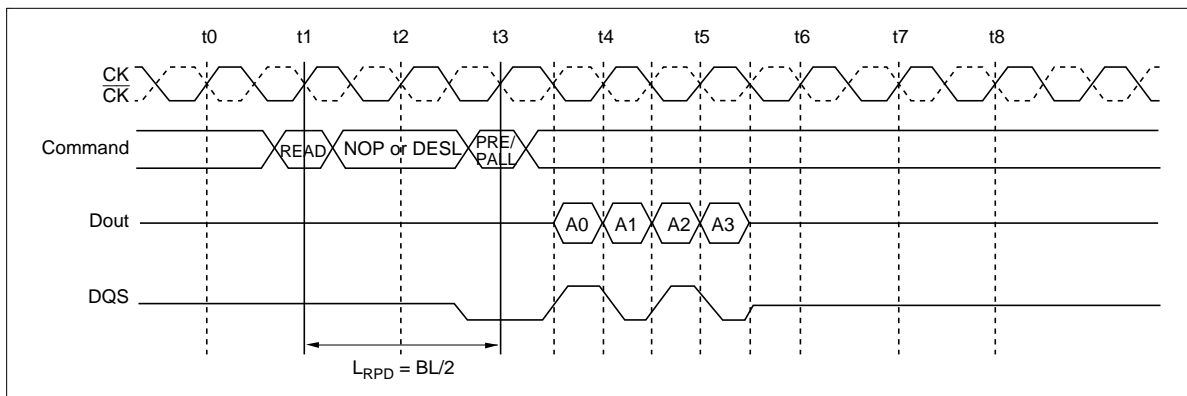 t0 t1 t2 t3 t4 t5 t6 t7 t8
CK
CK
Command
READ
NOP or DESL
PRE/
PALL
Dout
A0 A1 A2 A3
DQS
LRPD = BL/2